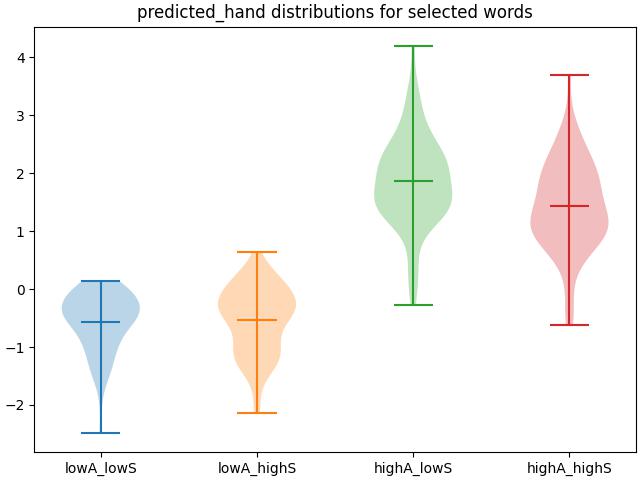 predicted_hand distributions for selected words
4
3
2
1
0
−1
−2
lowA_lowS
lowA_highS
highA_lowS
highA_highS